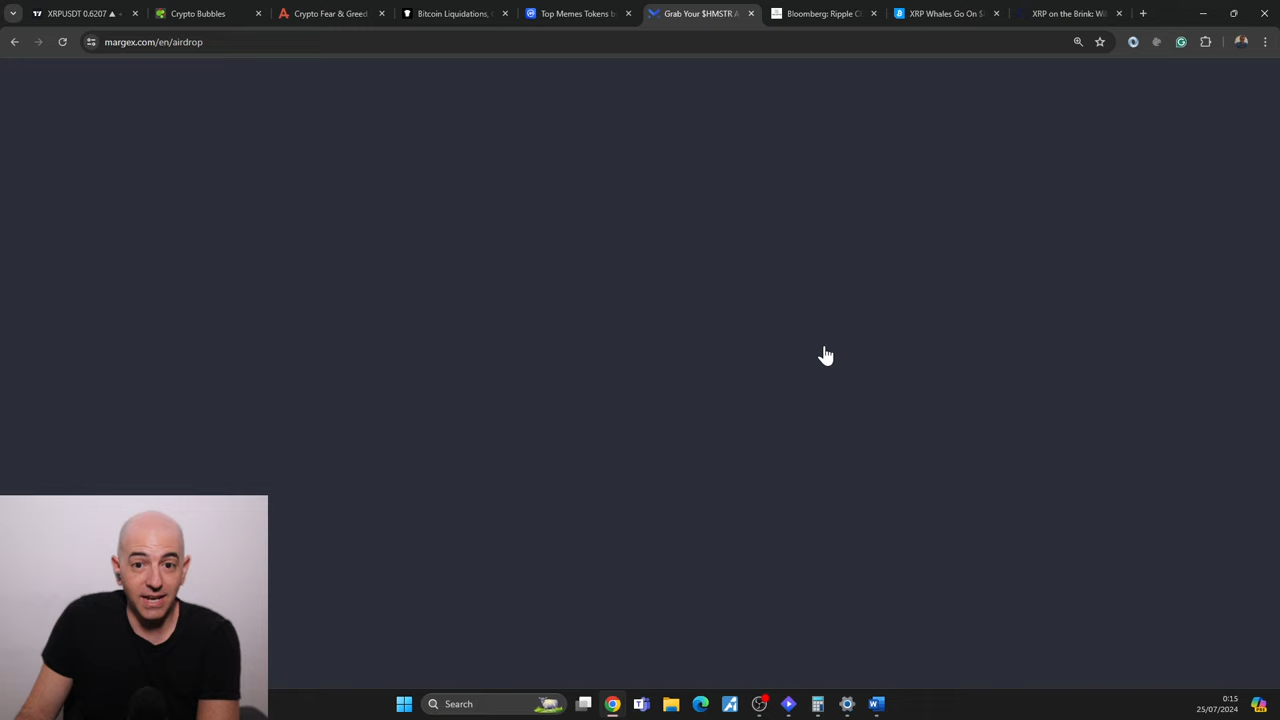 XRPUSDT 0.6207 ▲
Crypto Bubbles
Crypto Fear & Greed
Bitcoin Liquidations,
Top Memes Tokens b
Grab Your $HMSTR A
Bloomberg: Ripple C
XRP Whales Go On
XRP on the Brink: Wi
margex.com/en/airdrop
Search
0:15
25/07/2024